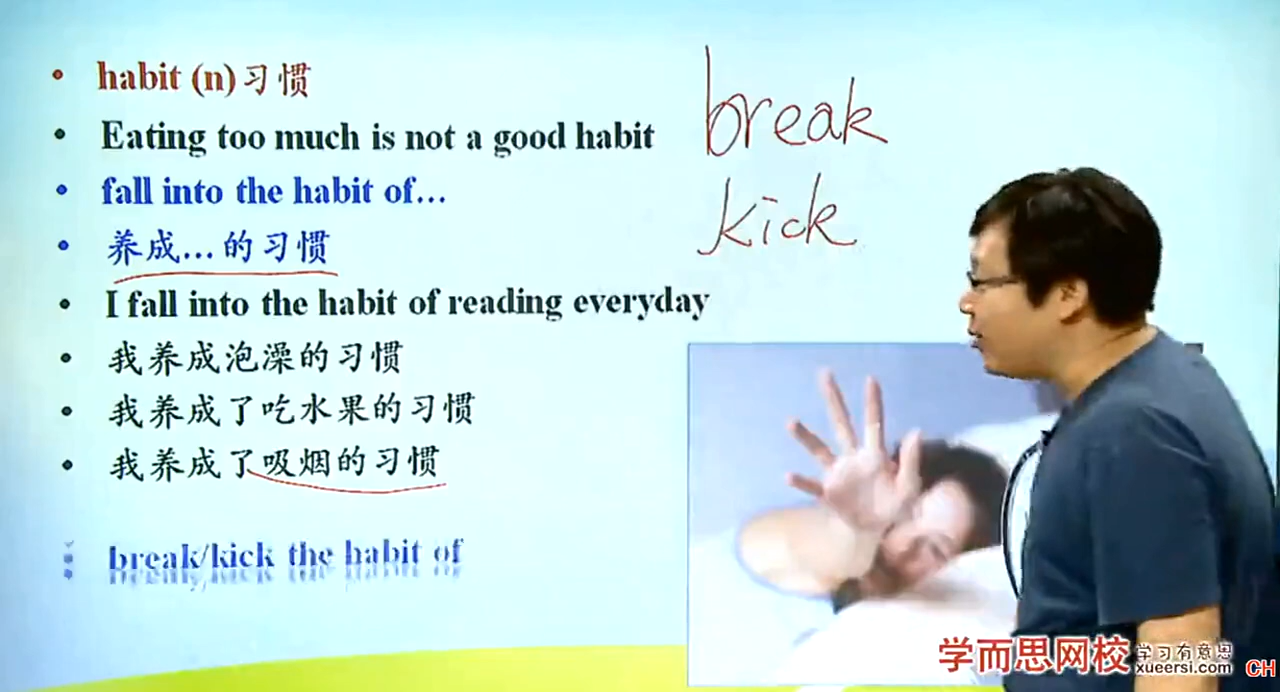 habit (n)习惯
Eating too much is not a good habit
fall into the habit of…
养成…的习惯
I fall into the habit of reading everyday
我养成泡澡的习惯
我养成了吃水果的习惯
我养成了吸烟的习惯
break/kick the habit of
break
kick
学而思网校
学习有意思
xueersi.com
CH